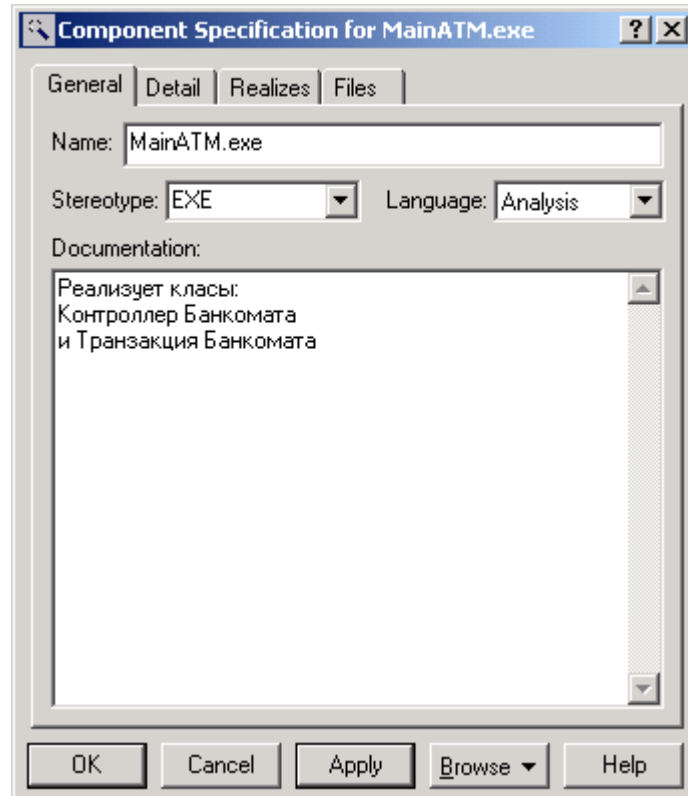 Component Specification for MainATM.exe
General Detail Realizes Files
Name: MainATM.exe
Stereotype: EXE Language: Analysis
Documentation:
Реализует класы:
Контроллер Банкомата
и Транзакция Банкомата
OK Cancel Apply Browse Help